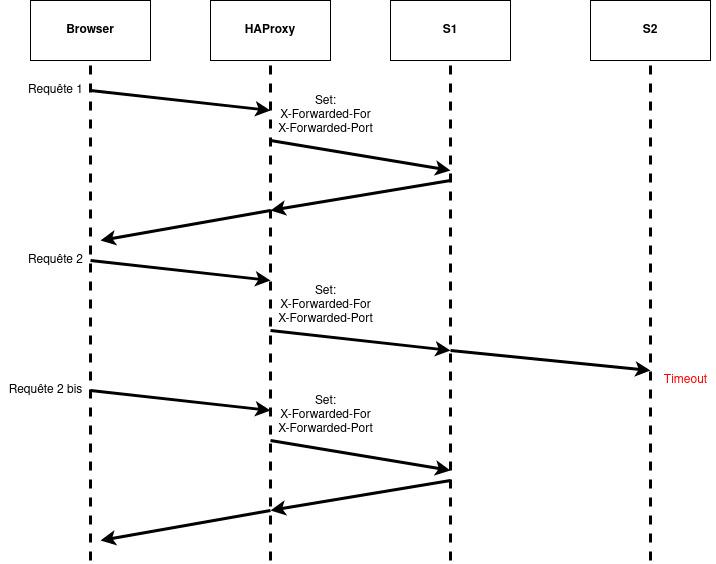 Browser
HAProxy
S1
S2
Requête 1
Set:
X-Forwarded-For
X-Forwarded-Port
Requête 2
Set:
X-Forwarded-For
X-Forwarded-Port
Timeout
Requête 2 bis
Set:
X-Forwarded-For
X-Forwarded-Port